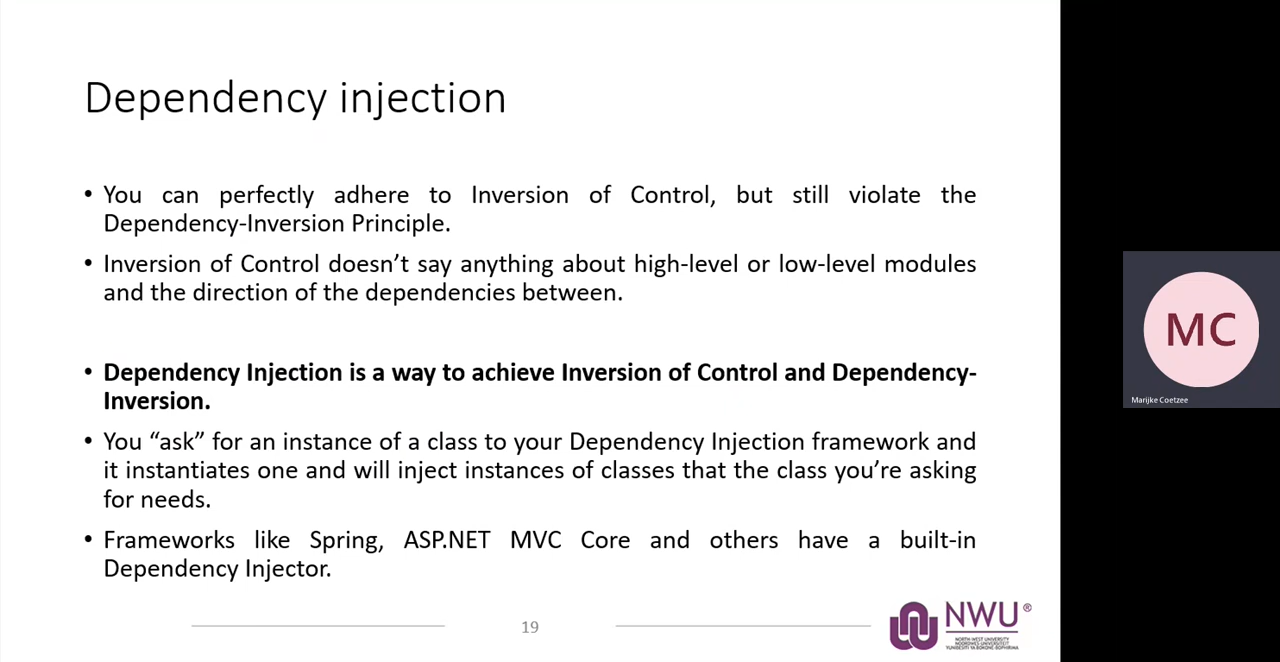 Dependency injection
• You can perfectly adhere to Inversion of Control, but still violate the
Dependency-Inversion Principle.
• Inversion of Control doesn’t say anything about high-level or low-level modules
and the direction of the dependencies between.
• Dependency Injection is a way to achieve Inversion of Control and Dependency-
Inversion.
• You “ask” for an instance of a class to your Dependency Injection framework and
it instantiates one and will inject instances of classes that the class you’re asking
for needs.
• Frameworks like Spring, ASP.NET MVC Core and others have a built-in
Dependency Injector.
19
NWU®
NORTH-WEST UNIVERSITY
NOORDWES-UNIVERSITEIT
YUNIBESITI YA BOKONE-BOPHIRIMA
MC
Marijke Coetzee